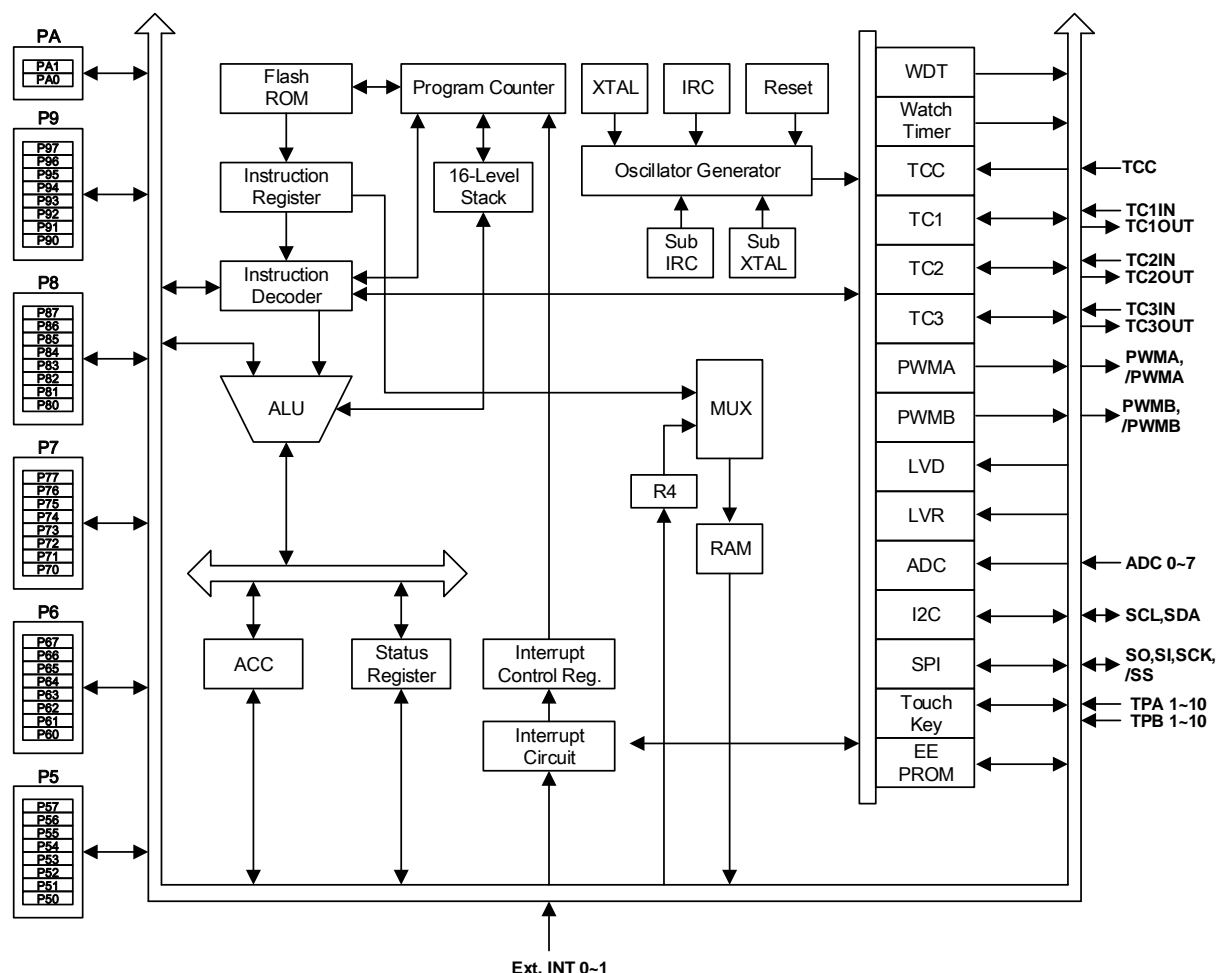 PA
PA1
PA0
P9
P97
P96
P95
P94
P93
P92
P91
P90
P8
P87
P86
P85
P84
P83
P82
P81
P80
P7
P77
P76
P75
P74
P73
P72
P71
P70
P6
P67
P66
P65
P64
P63
P62
P61
P60
P5
P57
P56
P55
P54
P53
P52
P51
P50
Flash
ROM
Program Counter
Instruction
Register
16-Level
Stack
Instruction
Decoder
ALU
ACC
Status
Register
Interrupt
Control Reg.
Interrupt
Circuit
XTAL
IRC
Reset
Oscillator Generator
Sub
IRC
Sub
XTAL
MUX
R4
RAM
WDT
Watch
Timer
TCC
TC1
TC2
TC3
PWMA
PWMB
LVD
LVR
ADC
I2C
SPI
Touch
Key
EE
PROM
TCC
TC1IN
TC1OUT
TC2IN
TC2OUT
TC3IN
TC3OUT
PWMA,
/PWMA
PWMB,
/PWMB
ADC 0~7
SCL,SDA
SO,SI,SCK,
/SS
TPA 1~10
TPB 1~10
Ext. INT 0~1